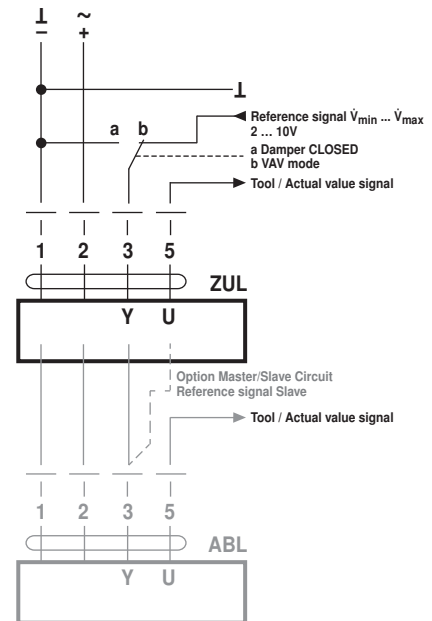 ⊥ ~
– +
⊥
a b
Reference signal V̇min ... V̇max
2 ... 10V
a Damper CLOSED
b VAV mode
Tool / Actual value signal
1 2 3 5
ZUL
Y U
Option Master/Slave Circuit
Reference signal Slave
Tool / Actual value signal
1 2 3 5
ABL
Y U